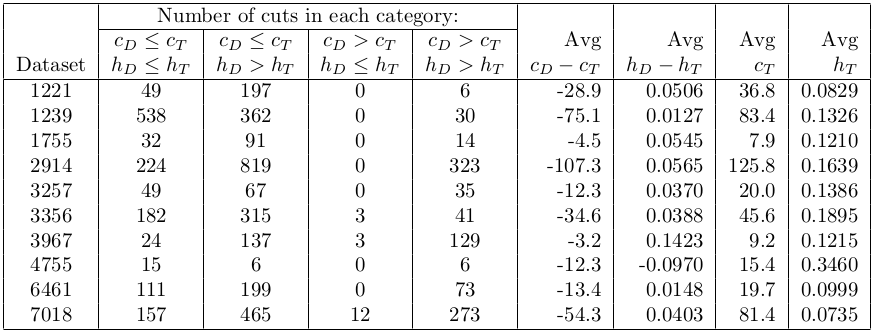 Number of cuts in each category:
c_D ≤ c_T c_D ≤ c_T c_D > c_T c_D > c_T Avg Avg Avg Avg
Dataset h_D ≤ h_T h_D > h_T h_D ≤ h_T h_D > h_T c_D − c_T h_D − h_T c_T h_T
1221 49 197 0 6 -28.9 0.0506 36.8 0.0829
1239 538 362 0 30 -75.1 0.0127 83.4 0.1326
1755 32 91 0 14 -4.5 0.0545 7.9 0.1210
2914 224 819 0 323 -107.3 0.0565 125.8 0.1639
3257 49 67 0 35 -12.3 0.0370 20.0 0.1386
3356 182 315 3 41 -34.6 0.0388 45.6 0.1895
3967 24 137 3 129 -3.2 0.1423 9.2 0.1215
4755 15 6 0 6 -12.3 -0.0970 15.4 0.3460
6461 111 199 0 73 -13.4 0.0148 19.7 0.0999
7018 157 465 12 273 -54.3 0.0403 81.4 0.0735